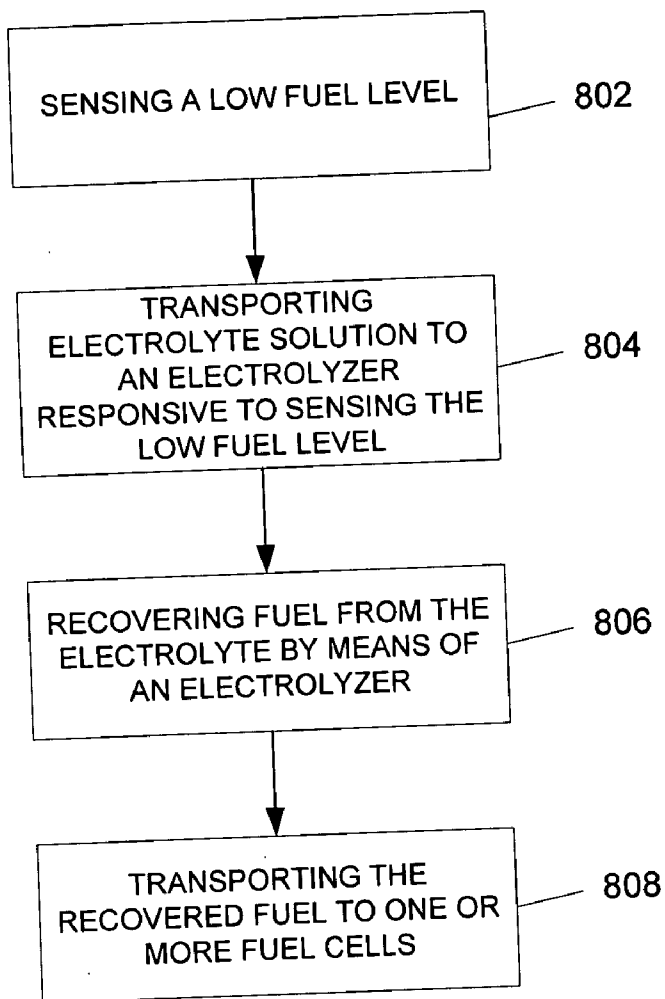 SENSING A LOW FUEL LEVEL
802
TRANSPORTING
ELECTROLYTE SOLUTION TO
AN ELECTROLYZER
RESPONSIVE TO SENSING THE
LOW FUEL LEVEL
804
RECOVERING FUEL FROM THE
ELECTROLYTE BY MEANS OF
AN ELECTROLYZER
806
TRANSPORTING THE
RECOVERED FUEL TO ONE OR
MORE FUEL CELLS
808